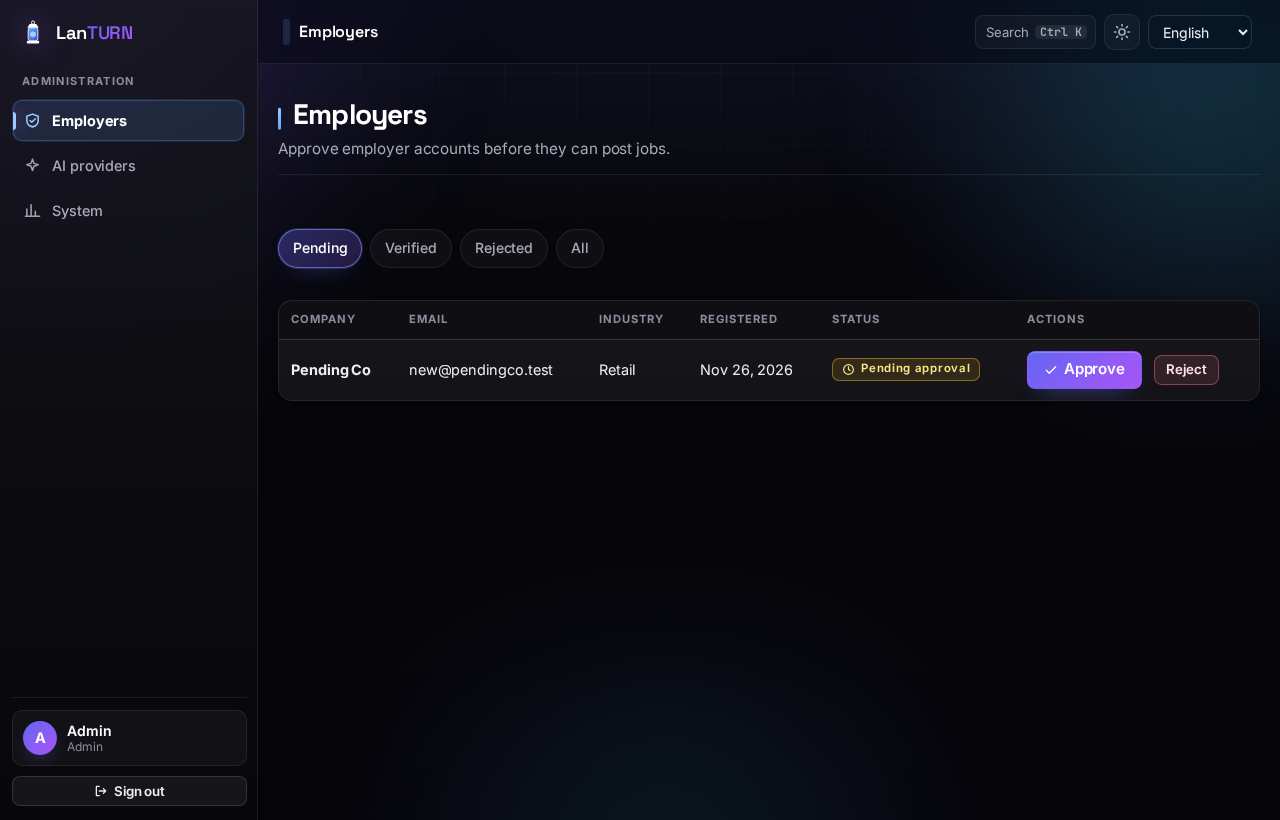 LanTURN
ADMINISTRATION
Employers
AI providers
System
Admin
Admin
Sign out
Employers
Search Ctrl K
English
Employers
Approve employer accounts before they can post jobs.
Pending Verified Rejected All
COMPANY EMAIL INDUSTRY REGISTERED STATUS ACTIONS
Pending Co new@pendingco.test Retail Nov 26, 2026 Pending approval Approve Reject
A